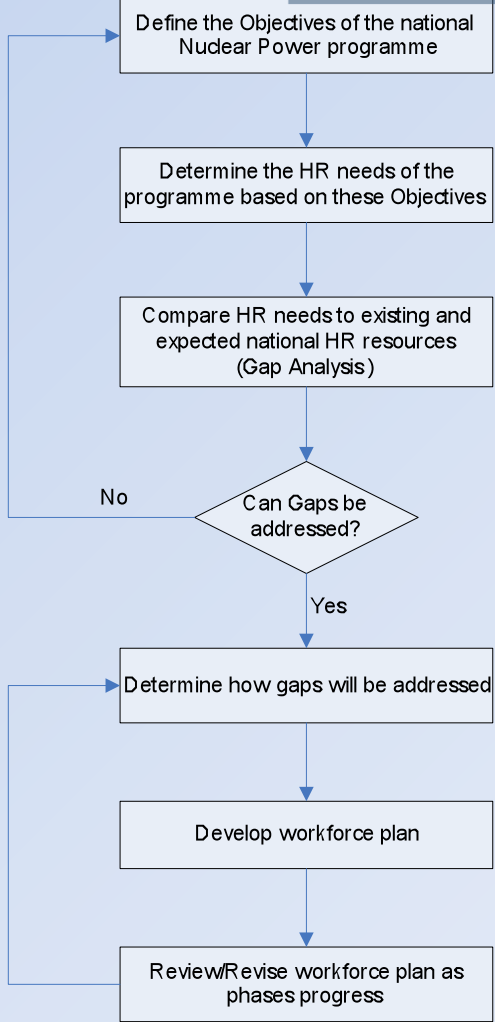 Define the Objectives of the national
Nuclear Power programme
Determine the HR needs of the
programme based on these Objectives
Compare HR needs to existing and
expected national HR resources
(Gap Analysis)
Can Gaps be
addressed?
No
Yes
Determine how gaps will be addressed
Develop workforce plan
Review/Revise workforce plan as
phases progress